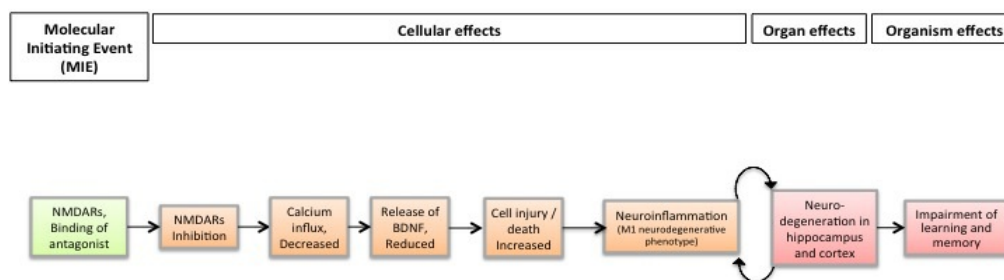 Molecular
Initiating Event
(MIE)
Cellular effects
Organ effects
Organism effects
NMDARs,
Binding of
antagonist
NMDARs
Inhibition
Calcium
influx,
Decreased
Release of
BDNF,
Reduced
Cell injury /
death
Increased
Neuroinflammation
(M1 neurodegenerative
phenotype)
Neuro-
degeneration in
hippocampus
and cortex
Impairment of
learning and
memory